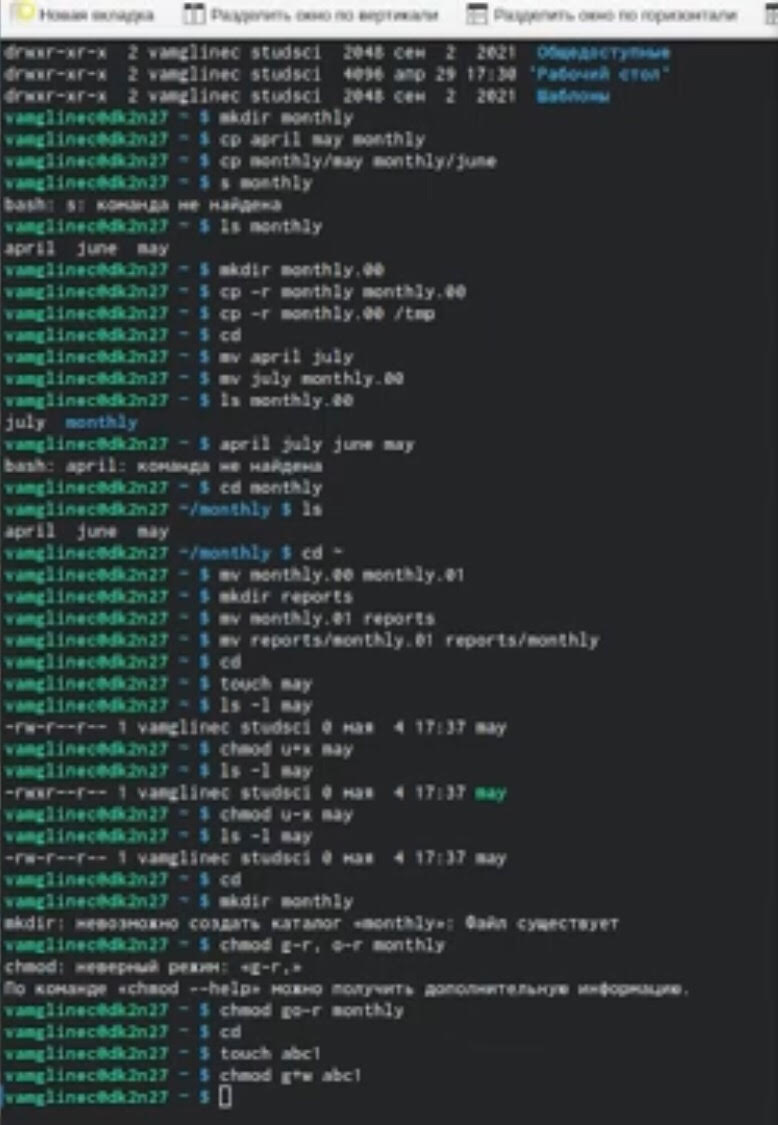 Новая вкладка Разделить окно по вертикали Разделить окно по горизонтали
drwxr-xr-x 2 vamglinec studsci 2048 сен 2 2021 Общедоступные
drwxr-xr-x 2 vamglinec studsci 4096 апр 29 17:30 "Рабочий стол"
drwxr-xr-x 2 vamglinec studsci 2048 сен 2 2021 Шаблоны
vamglinec@dk2n27 ~ $ mkdir monthly
vamglinec@dk2n27 ~ $ cp april may monthly
vamglinec@dk2n27 ~ $ cp monthly/may monthly/june
vamglinec@dk2n27 ~ $ s monthly
bash: s: команда не найдена
vamglinec@dk2n27 ~ $ ls monthly
april june may
vamglinec@dk2n27 ~ $ mkdir monthly.00
vamglinec@dk2n27 ~ $ cp -r monthly monthly.00
vamglinec@dk2n27 ~ $ cp -r monthly.00 /tmp
vamglinec@dk2n27 ~ $ cd
vamglinec@dk2n27 ~ $ mv april july
vamglinec@dk2n27 ~ $ mv july monthly.00
vamglinec@dk2n27 ~ $ ls monthly.00
july monthly
vamglinec@dk2n27 ~ $ april july june may
bash: april: команда не найдена
vamglinec@dk2n27 ~ $ cd monthly
vamglinec@dk2n27 ~/monthly $ ls
april june may
vamglinec@dk2n27 ~/monthly $ cd ~
vamglinec@dk2n27 ~ $ mv monthly.00 monthly.01
vamglinec@dk2n27 ~ $ mkdir reports
vamglinec@dk2n27 ~ $ mv monthly.01 reports
vamglinec@dk2n27 ~ $ mv reports/monthly.01 reports/monthly
vamglinec@dk2n27 ~ $ cd
vamglinec@dk2n27 ~ $ touch may
vamglinec@dk2n27 ~ $ ls -l may
-rw-r--r-- 1 vamglinec studsci 0 мая 4 17:37 may
vamglinec@dk2n27 ~ $ chmod u+x may
vamglinec@dk2n27 ~ $ ls -l may
-rwxr--r-- 1 vamglinec studsci 0 мая 4 17:37 may
vamglinec@dk2n27 ~ $ chmod u-x may
vamglinec@dk2n27 ~ $ ls -l may
-rw-r--r-- 1 vamglinec studsci 0 мая 4 17:37 may
vamglinec@dk2n27 ~ $ cd
vamglinec@dk2n27 ~ $ mkdir monthly
mkdir: невозможно создать каталог «monthly»: Файл существует
vamglinec@dk2n27 ~ $ chmod g-r, o-r monthly
chmod: неверный режим: «g-r,»
По команде «chmod --help» можно получить дополнительную информацию.
vamglinec@dk2n27 ~ $ chmod go-r monthly
vamglinec@dk2n27 ~ $ cd
vamglinec@dk2n27 ~ $ touch abc1
vamglinec@dk2n27 ~ $ chmod g+w abc1
vamglinec@dk2n27 ~ $